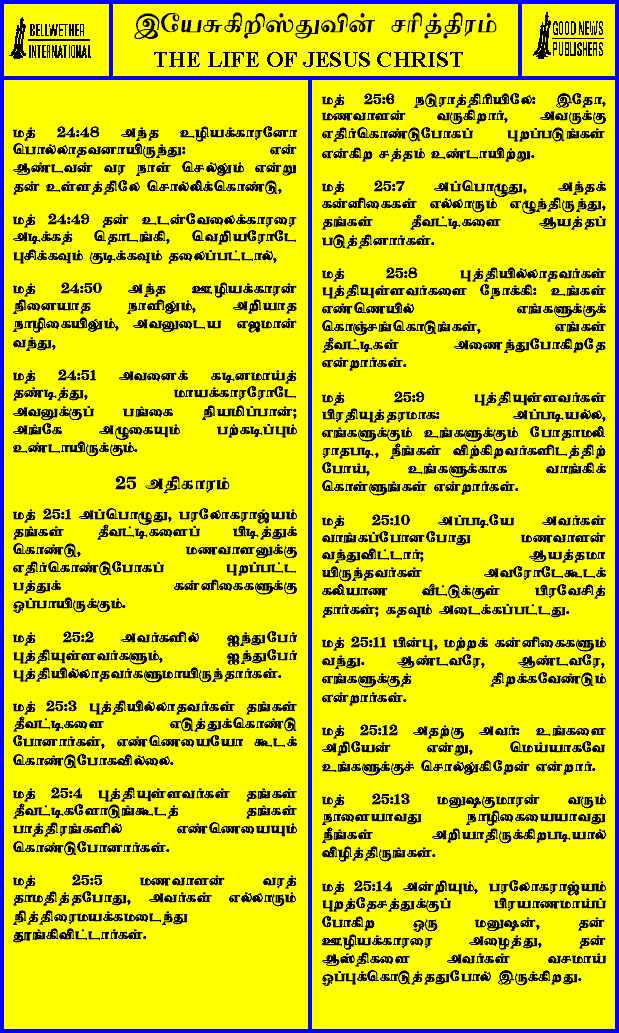 BELLWETHER
INTERNATIONAL
இயேசுகிறிஸ்துவின் சரித்திரம்
THE LIFE OF JESUS CHRIST
GOOD NEWS
PUBLISHERS
மத் 24:48 அந்த உழியக்காரனோ
பொல்லாதவனாயிருந்து: என்
ஆண்டவன் வர நாள் செல்லும் என்று
தன் உள்ளத்திலே சொல்லிக்கொண்டு,
மத் 24:49 தன் உடன்வேலைக்காரரை
அடிக்கத் தொடங்கி, வெறியரோடே
புசிக்கவும் குடிக்கவும் தலைப்பட்டால்,
மத் 24:50 அந்த ஊழியக்காரன்
நினையாத நாளிலும், அறியாத
நாழிகையிலும், அவனுடைய எஜமான்
வந்து,
மத் 24:51 அவனைக் கடினமாய்த்
தண்டித்து, மாயக்காரரோடே
அவனுக்குப் பங்கை நியமிப்பான்;
அங்கே அழுகையும் பற்கடிப்பும்
உண்டாயிருக்கும்.
25 அதிகாரம்
மத் 25:1 அப்பொழுது, பரலோகராஜ்யம்
தங்கள் தீவட்டிகளைப் பிடித்துக்
கொண்டு, மணவாளனுக்கு
எதிர்கொண்டுபோகப் புறப்பட்ட
பத்துக் கன்னிகைகளுக்கு
ஒப்பாயிருக்கும்.
மத் 25:2 அவர்களில் ஐந்துபேர்
புத்தியுள்ளவர்களும், ஐந்துபேர்
புத்தியில்லாதவர்களுமாயிருந்தார்கள்.
மத் 25:3 புத்தியில்லாதவர்கள் தங்கள்
தீவட்டிகளை எடுத்துக்கொண்டு
போனார்கள், எண்ணெயையோ கூடக்
கொண்டுபோகவில்லை.
மத் 25:4 புத்தியுள்ளவர்கள் தங்கள்
தீவட்டிகளோடுங்கூடத் தங்கள்
பாத்திரங்களில் எண்ணெயையும்
கொண்டுபோனார்கள்.
மத் 25:5 மணவாளன் வரத்
தாமதித்தபோது, அவர்கள் எல்லாரும்
நித்திரைமயக்கமடைந்து
தூங்கிவிட்டார்கள்.
மத் 25:6 நடுராத்திரியிலே: இதோ,
மணவாளன் வருகிறார், அவருக்கு
எதிர்கொண்டுபோகப் புறப்படுங்கள்
என்கிற சத்தம் உண்டாயிற்று.
மத் 25:7 அப்பொழுது, அந்தக்
கன்னிகைகள் எல்லாரும் எழுந்திருந்து,
தங்கள் தீவட்டிகளை ஆயத்தப்
படுத்தினார்கள்.
மத் 25:8 புத்தியில்லாதவர்கள்
புத்தியுள்ளவர்களை நோக்கி: உங்கள்
எண்ணெயில் எங்களுக்குக்
கொஞ்சங்கொடுங்கள், எங்கள்
தீவட்டிகள் அணைந்துபோகிறதே
என்றார்கள்.
மத் 25:9 புத்தியுள்ளவர்கள்
பிரதியுத்தரமாக: அப்படியல்ல,
எங்களுக்கும் உங்களுக்கும் போதாமலி
ராதபடி, நீங்கள் விற்கிறவர்களிடத்திற்
போய், உங்களுக்காக வாங்கிக்
கொள்ளுங்கள் என்றார்கள்.
மத் 25:10 அப்படியே அவர்கள்
வாங்கப்போனபோது மணவாளன்
வந்துவிட்டார்; ஆயத்தமா
யிருந்தவர்கள் அவரோடேகூடக்
கலியாண வீட்டுக்குள் பிரவேசித்
தார்கள்; கதவும் அடைக்கப்பட்டது.
மத் 25:11 பின்பு, மற்றக் கன்னிகைகளும்
வந்து. ஆண்டவரே, ஆண்டவரே,
எங்களுக்குத் திறக்கவேண்டும்
என்றார்கள்.
மத் 25:12 அதற்கு அவர்: உங்களை
அறியேன் என்று, மெய்யாகவே
உங்களுக்குச் சொல்லுகிறேன் என்றார்.
மத் 25:13 மனுஷகுமாரன் வரும்
நாளையாவது நாழிகையையாவது
நீங்கள் அறியாதிருக்கிறபடியால்
விழித்திருங்கள்.
மத் 25:14 அன்றியும், பரலோகராஜ்யம்
புறத்தேசத்துக்குப் பிரயாணமாய்ப்
போகிற ஒரு மனுஷன், தன்
ஊழியக்காரரை அழைத்து, தன்
ஆஸ்திகளை அவர்கள் வசமாய்
ஒப்புக்கொடுத்ததுபோல் இருக்கிறது.